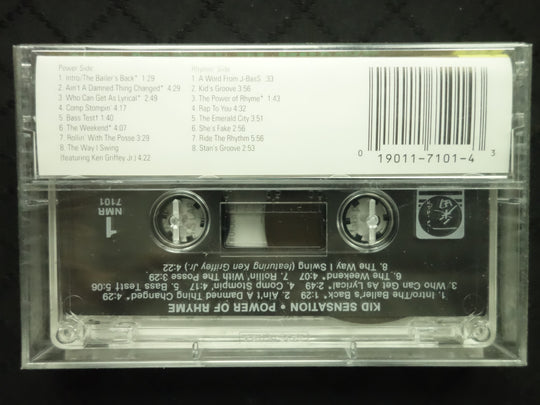 Power Side
1. Intro/The Bailer's Back* 1:29
2. Ain't A Damned Thing Changed* 4:29
3. Who Can Get As Lyrical* 2:49
4. Comp Stompin' 4:17
5. Bass Test†
6. The Weekend* 4:07
7. Rollin' With The Posse 3:29
8. The Way I Swing
(featuring Ken Griffey Jr.) 4:22
Rhyme Side
1. A Word From J-BasS :33
2. Kid's Groove 3:56
3. The Power of Rhyme* 1:43
4. Rap To You 4:32
5. The Emerald City 3:51
6. She's Fake 2:56
7. Ride The Rhythm 5:56
8. Stan's Groove 2:53
0 19011-7101-4 3
1
NMR
7101
KID SENSATION • POWER OF RHYME
1. Intro/The Baller's Back* 1:29 2. Ain't A Damned Thing Changed* 4:29
3. Who Can Get As Lyrical* 2:49 4. Comp Stompin' 4:17 5. Bass Test† 5:06
6. The Weekend* 4:07 7. Rollin' With The Posse 3:29
8. The Way I Swing (featuring Ken Griffey Jr.) 4:22